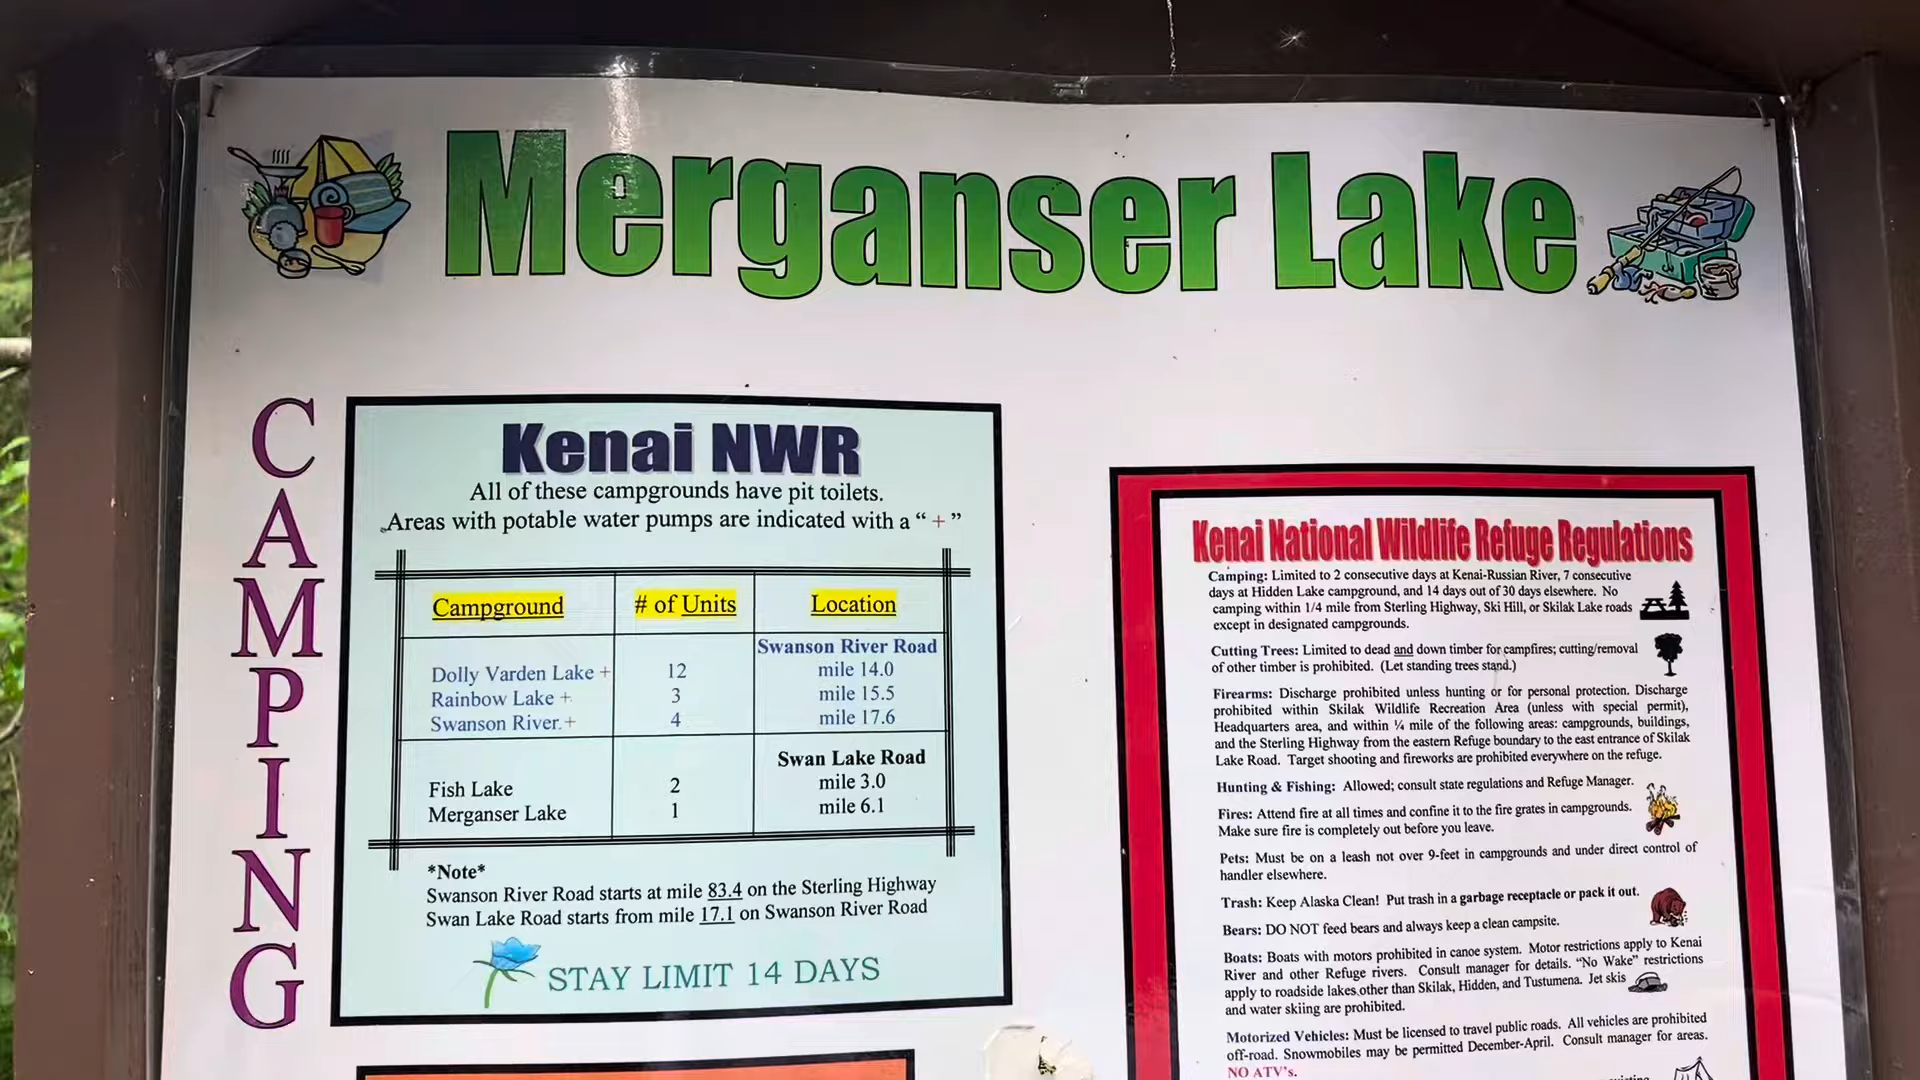 Merganser Lake
CAMPING
Kenai NWR
All of these campgrounds have pit toilets.
Areas with potable water pumps are indicated with a “ + ”
Campground # of Units Location
Swanson River Road
Dolly Varden Lake + 12 mile 14.0
Rainbow Lake + 3 mile 15.5
Swanson River + 4 mile 17.6
Swan Lake Road
Fish Lake 2 mile 3.0
Merganser Lake 1 mile 6.1
*Note*
Swanson River Road starts at mile 83.4 on the Sterling Highway
Swan Lake Road starts from mile 17.1 on Swanson River Road
STAY LIMIT 14 DAYS
Kenai National Wildlife Refuge Regulations
Camping: Limited to 2 consecutive days at Kenai-Russian River, 7 consecutive
days at Hidden Lake campground, and 14 days out of 30 days elsewhere. No
camping within 1/4 mile from Sterling Highway, Ski Hill, or Skilak Lake roads
except in designated campgrounds.
Cutting Trees: Limited to dead and down timber for campfires; cutting/removal
of other timber is prohibited. (Let standing trees stand.)
Firearms: Discharge prohibited unless hunting or for personal protection. Discharge
prohibited within Skilak Wildlife Recreation Area (unless with special permit),
Headquarters area, and within ¼ mile of the following areas: campgrounds, buildings,
and the Sterling Highway from the eastern Refuge boundary to the east entrance of Skilak
Lake Road. Target shooting and fireworks are prohibited everywhere on the refuge.
Hunting & Fishing: Allowed; consult state regulations and Refuge Manager.
Fires: Attend fire at all times and confine it to the fire grates in campgrounds.
Make sure fire is completely out before you leave.
Pets: Must be on a leash not over 9-feet in campgrounds and under direct control of
handler elsewhere.
Trash: Keep Alaska Clean! Put trash in a garbage receptacle or pack it out.
Bears: DO NOT feed bears and always keep a clean campsite.
Boats: Boats with motors prohibited in canoe system. Motor restrictions apply to Kenai
River and other Refuge rivers. Consult manager for details. “No Wake” restrictions
apply to roadside lakes other than Skilak, Hidden, and Tustumena. Jet skis
and water skiing are prohibited.
Motorized Vehicles: Must be licensed to travel public roads. All vehicles are prohibited
off-road. Snowmobiles may be permitted December-April. Consult manager for areas.
NO ATV’s.